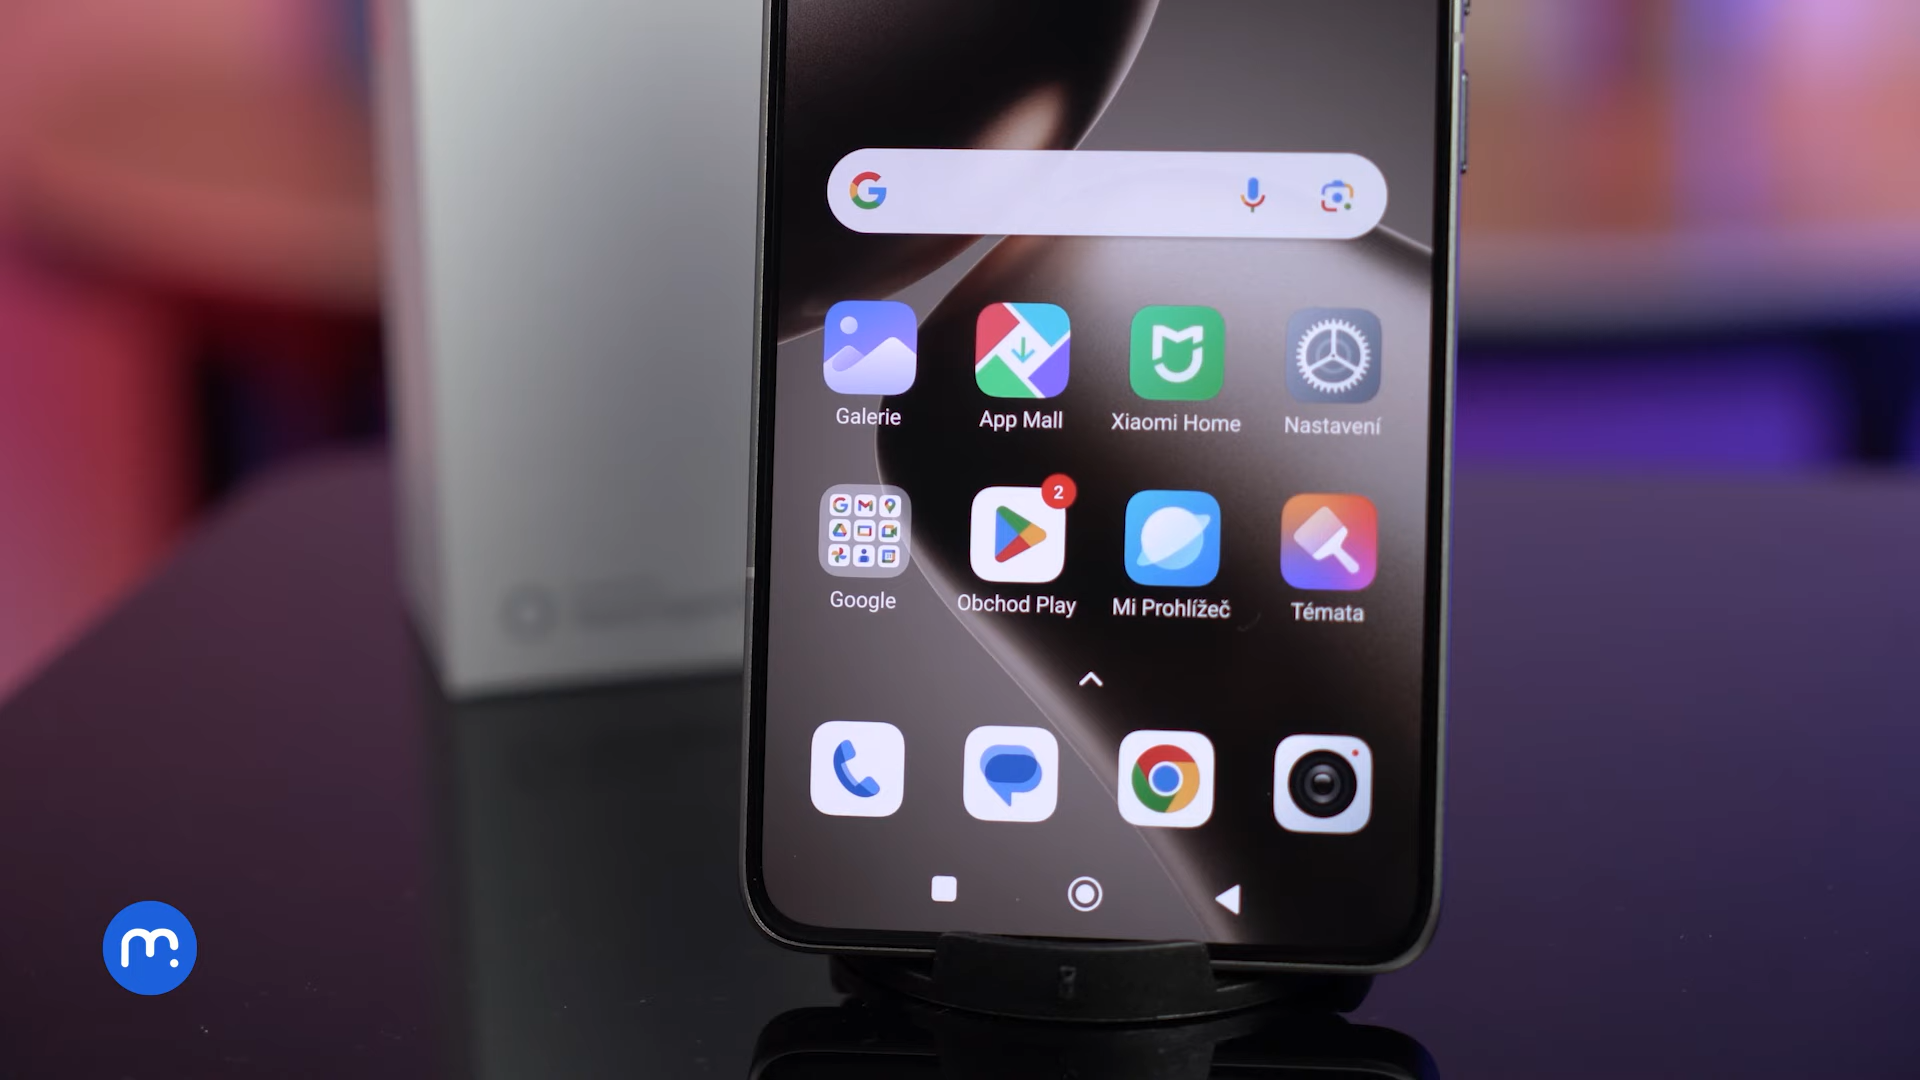 Galerie
App Mall
Xiaomi Home
Nastavení
2
Google
Obchod Play
Mi Prohlížeč
Témata
m.